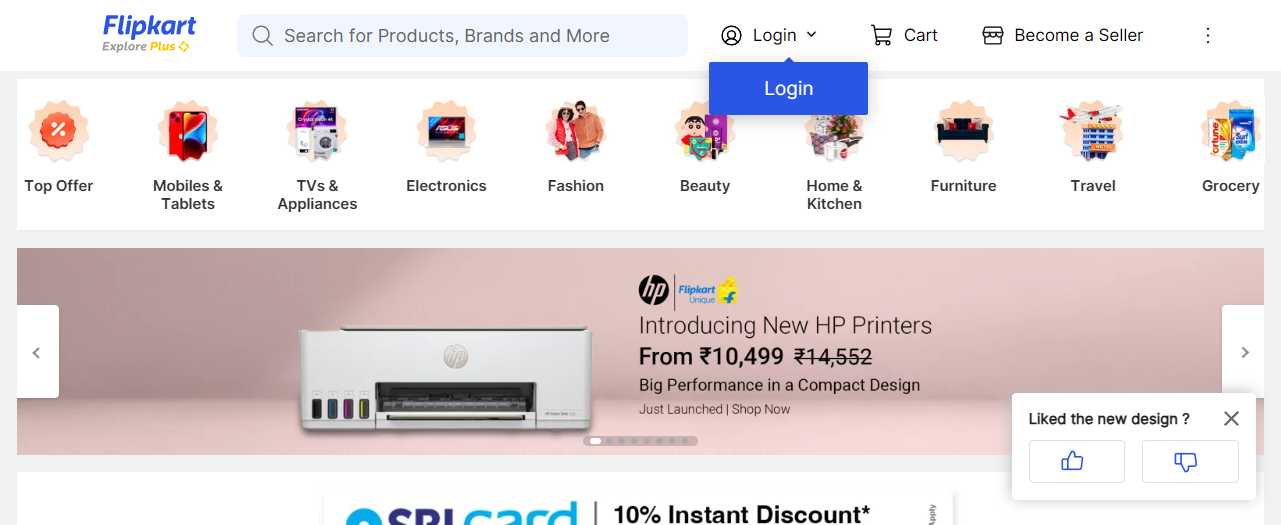 Flipkart
Explore Plus
Search for Products, Brands and More
Login
Cart
Become a Seller
Login
Top Offer
Mobiles &
Tablets
TVs &
Appliances
Electronics
Fashion
Beauty
Home &
Kitchen
Furniture
Travel
Grocery
hp
Flipkart
Unique
Introducing New HP Printers
From ₹10,499 ₹14,552
Big Performance in a Compact Design
Just Launched | Shop Now
Liked the new design ?
SBI card
10% Instant Discount*
Apply